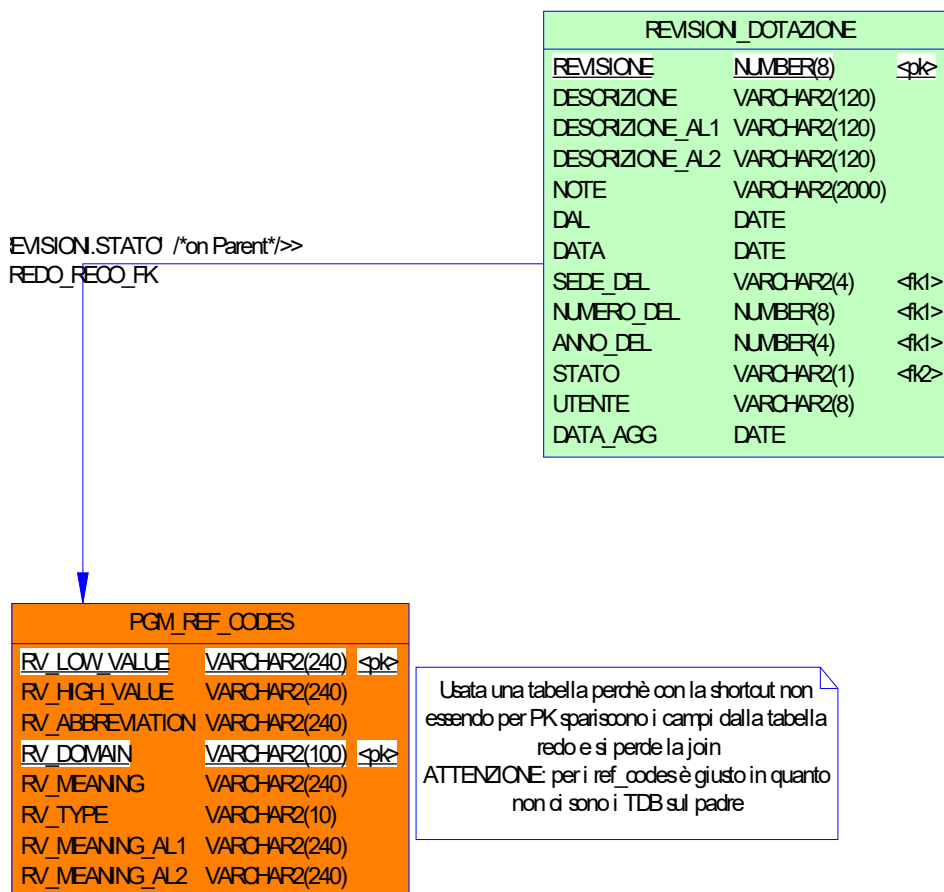 REVISIONI_DOTAZIONE
REVISIONE NUMBER(8) <pk>
DESCRIZIONE VARCHAR2(120)
DESCRIZIONE_AL1 VARCHAR2(120)
DESCRIZIONE_AL2 VARCHAR2(120)
NOTE VARCHAR2(2000)
DAL DATE
DATA DATE
SEDE_DEL VARCHAR2(4) <fk1>
NUMERO_DEL NUMBER(8) <fk1>
ANNO_DEL NUMBER(4) <fk1>
STATO VARCHAR2(1) <fk2>
UTENTE VARCHAR2(8)
DATA_AGG DATE
EVISIONI.STATO' /*on Parent*/>>
REDO_RECO_FK
PGM_REF_CODES
RV_LOW_VALUE VARCHAR2(240) <pk>
RV_HIGH_VALUE VARCHAR2(240)
RV_ABBREVIATION VARCHAR2(240)
RV_DOMAIN VARCHAR2(100) <pk>
RV_MEANING VARCHAR2(240)
RV_TYPE VARCHAR2(10)
RV_MEANING_AL1 VARCHAR2(240)
RV_MEANING_AL2 VARCHAR2(240)
Usata una tabella perchè con la shortcut non
essendo per PK spariscono i campi dalla tabella
redo e si perde la join
ATTENZIONE: per i ref_codes è giusto in quanto
non ci sono i TDB sul padre